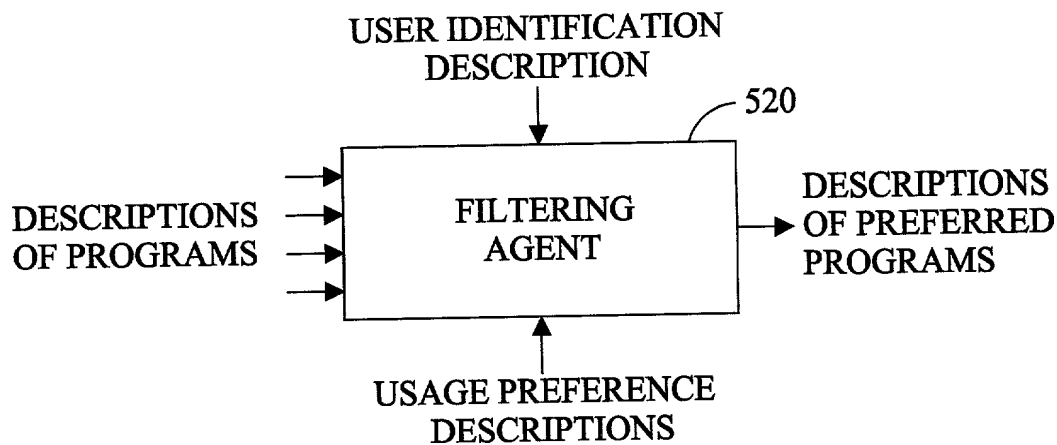 USER IDENTIFICATION
DESCRIPTION
520
DESCRIPTIONS
OF PROGRAMS
FILTERING
AGENT
DESCRIPTIONS
OF PREFERRED
PROGRAMS
USAGE PREFERENCE
DESCRIPTIONS